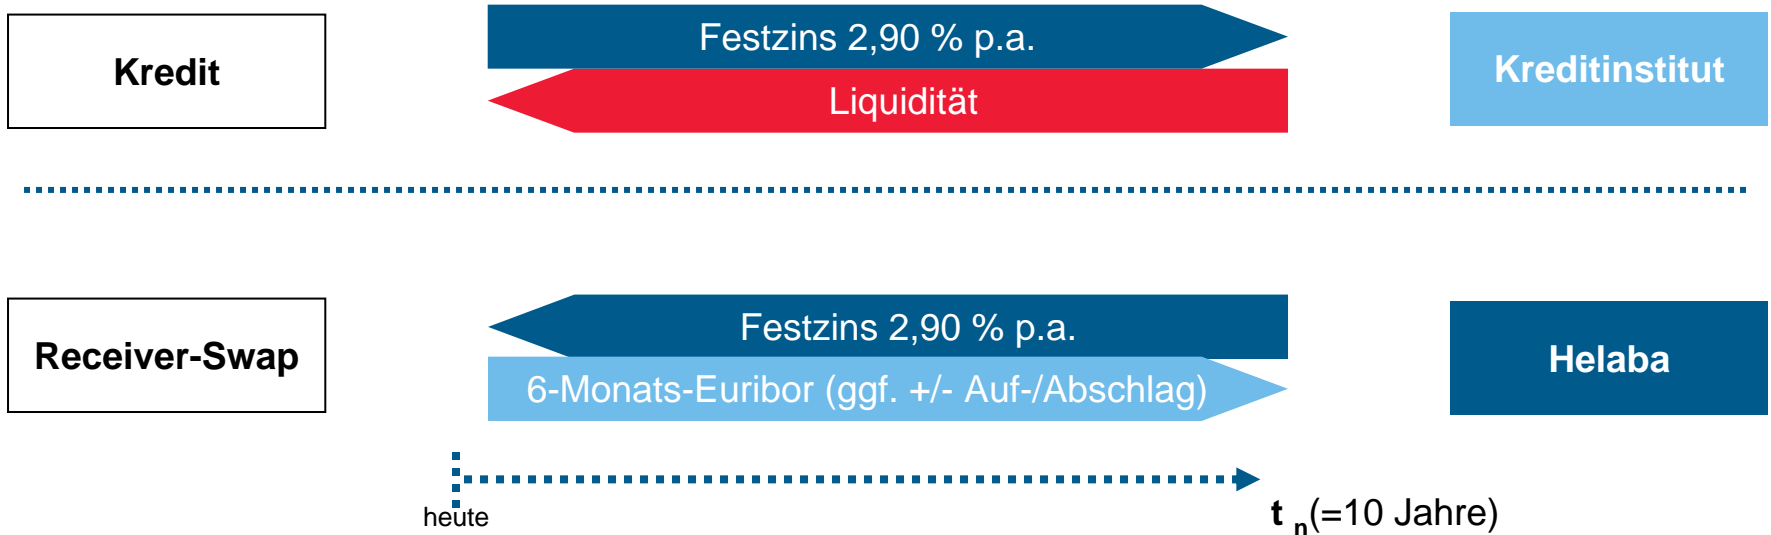 Festzins 2,90 % p.a.
Kredit
Kreditinstitut
Liquidität
Festzins 2,90 % p.a.
Receiver-Swap
Helaba
6-Monats-Euribor (ggf. +/- Auf-/Abschlag)
heute
t n(=10 Jahre)